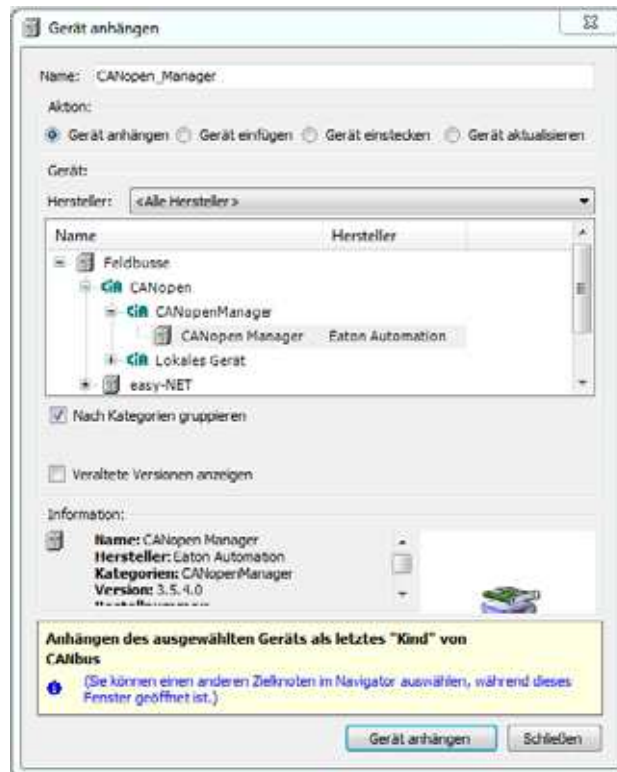 Gerät anhängen
Name: CANopen_Manager
Aktion:
Gerät anhängen Gerät einfügen Gerät einstecken Gerät aktualisieren
Gerät:
Hersteller: <Alle Hersteller>
Name Hersteller
Feldbusse
CiA CANopen
CiA CANopenManager
CANopen Manager Eaton Automation
CiA Lokales Gerät
easy-NET
Nach Kategorien gruppieren
Veraltete Versionen anzeigen
Information:
Name: CANopen Manager
Hersteller: Eaton Automation
Kategorien: CANopenManager
Version: 3.5.4.0
Anhängen des ausgewählten Geräts als letztes "Kind" von
CANbus
(Sie können einen anderen Zielknoten im Navigator auswählen, während dieses
Fenster geöffnet ist.)
Gerät anhängen Schließen